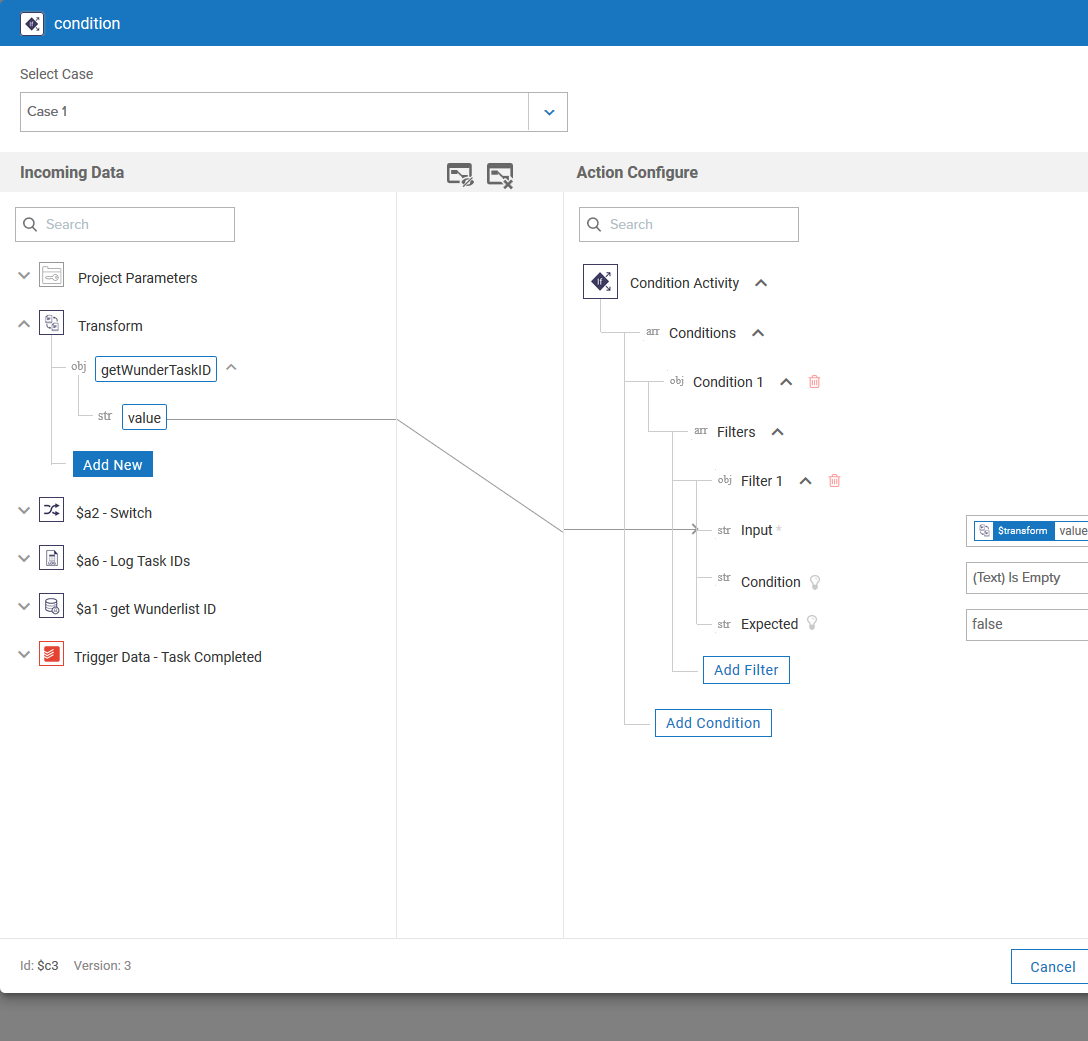 condition
Select Case
Case 1
Incoming Data
Action Configure
Search
Search
Project Parameters
Transform
obj getWunderTaskID
str value
Add New
$a2 - Switch
$a6 - Log Task IDs
$a1 - get Wunderlist ID
Trigger Data - Task Completed
If Condition Activity
arr Conditions
obj Condition 1
arr Filters
obj Filter 1
str Input * $transform value
str Condition (Text) Is Empty
str Expected false
Add Filter
Add Condition
Id: $c3 Version: 3
Cancel